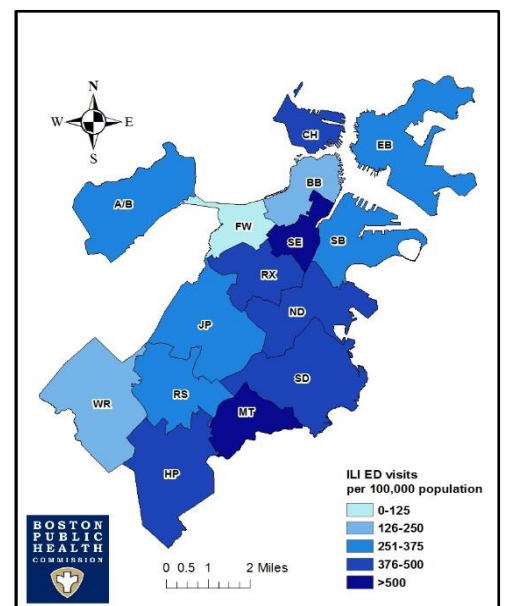 N
W E
S
CH
EB
BB
A/B
FW
SE
SB
RX
ND
JP
SD
RS
WR
MT
HP
ILI ED visits
per 100,000 population
0-125
126-250
251-375
376-500
>500
BOSTON
PUBLIC
HEALTH
COMMISSION
0 0.5 1 2 Miles